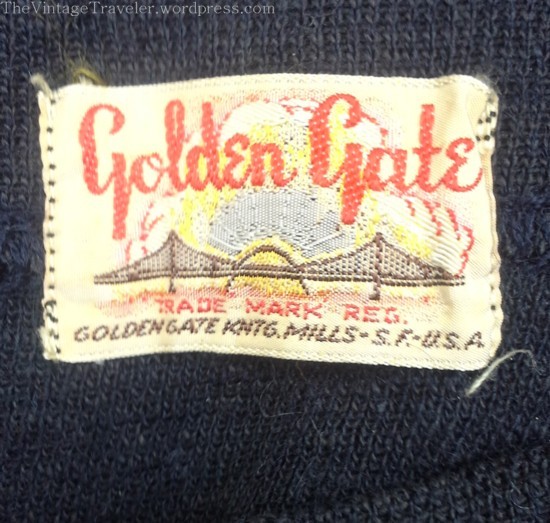 TheVintageTraveler.wordpress.com
Golden Gate
TRADE MARK REG.
GOLDEN GATE KNTG. MILLS - S.F. - U.S.A